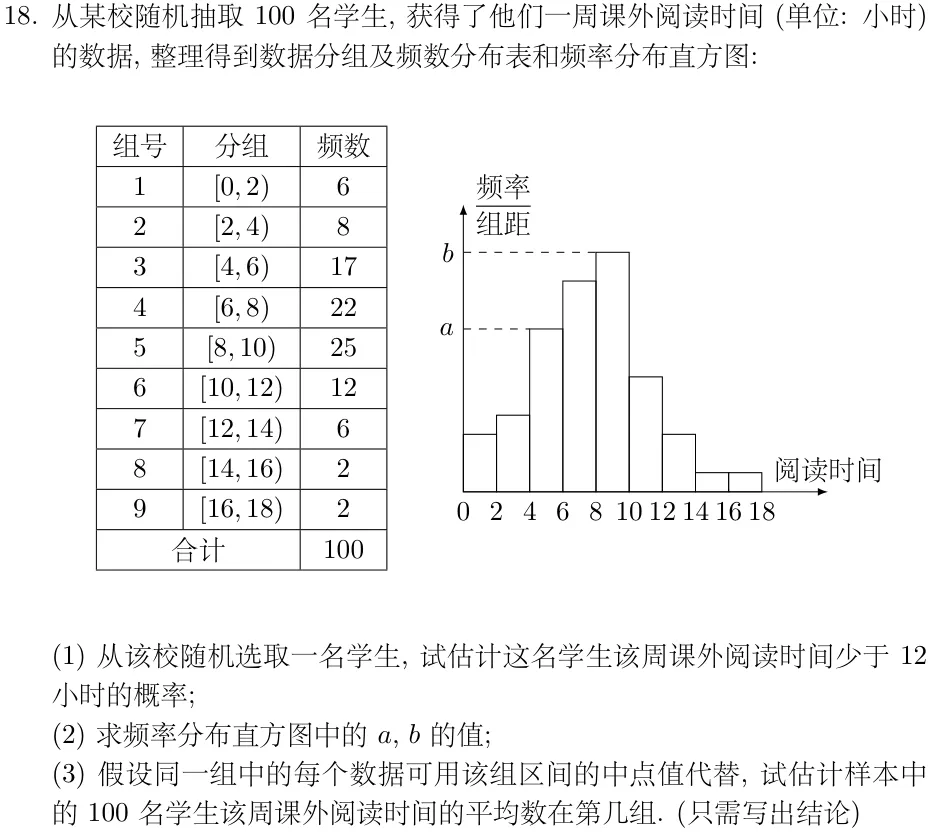 18. 从某校随机抽取 100 名学生, 获得了他们一周课外阅读时间 (单位: 小时)
的数据, 整理得到数据分组及频数分布表和频率分布直方图:
组号 分组 频数
1 [0, 2) 6
2 [2, 4) 8
3 [4, 6) 17
4 [6, 8) 22
5 [8, 10) 25
6 [10, 12) 12
7 [12, 14) 6
8 [14, 16) 2
9 [16, 18) 2
合计 100
频率
组距
b
a
阅读时间
0 2 4 6 8 10 12 14 16 18
(1) 从该校随机选取一名学生, 试估计这名学生该周课外阅读时间少于 12
小时的概率;
(2) 求频率分布直方图中的 a, b 的值;
(3) 假设同一组中的每个数据可用该组区间的中点值代替, 试估计样本中
的 100 名学生该周课外阅读时间的平均数在第几组. (只需写出结论)